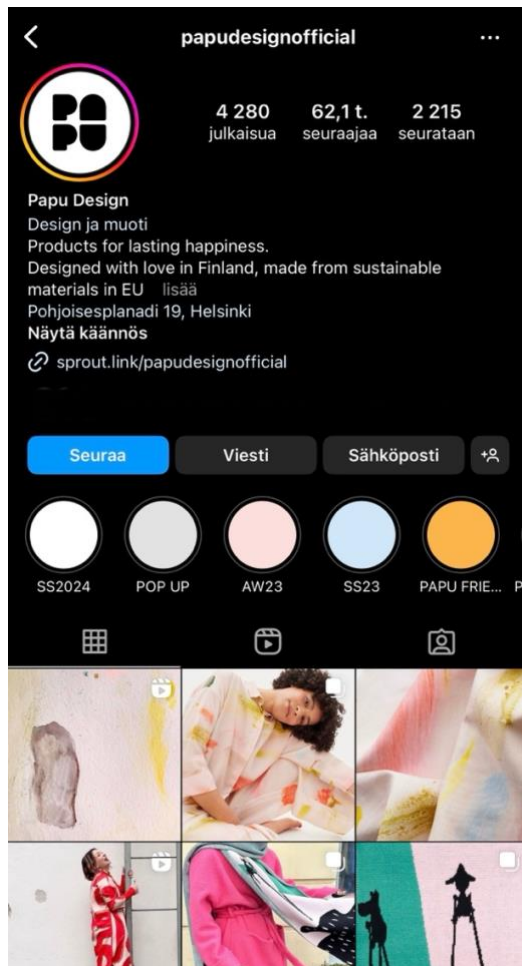 papudesignofficial
PA
PU
4 280 62,1 t. 2 215
julkaisua seuraajaa seurataan
Papu Design
Design ja muoti
Products for lasting happiness.
Designed with love in Finland, made from sustainable
materials in EU lisää
Pohjoisesplanadi 19, Helsinki
Näytä käännös
sprout.link/papudesignofficial
Seuraa Viesti Sähköposti
SS2024 POP UP AW23 SS23 PAPU FRIE... P